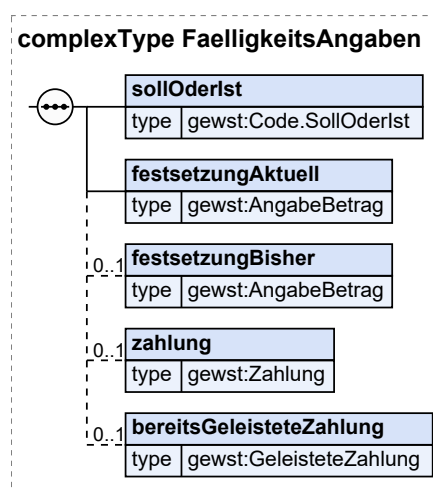 complexType FaelligkeitsAngaben
sollOderIst
type gewst:Code.SollOderIst
festsetzungAktuell
type gewst:AngabeBetrag
0..1 festsetzungBisher
type gewst:AngabeBetrag
0..1 zahlung
type gewst:Zahlung
0..1 bereitsGeleisteteZahlung
type gewst:GeleisteteZahlung